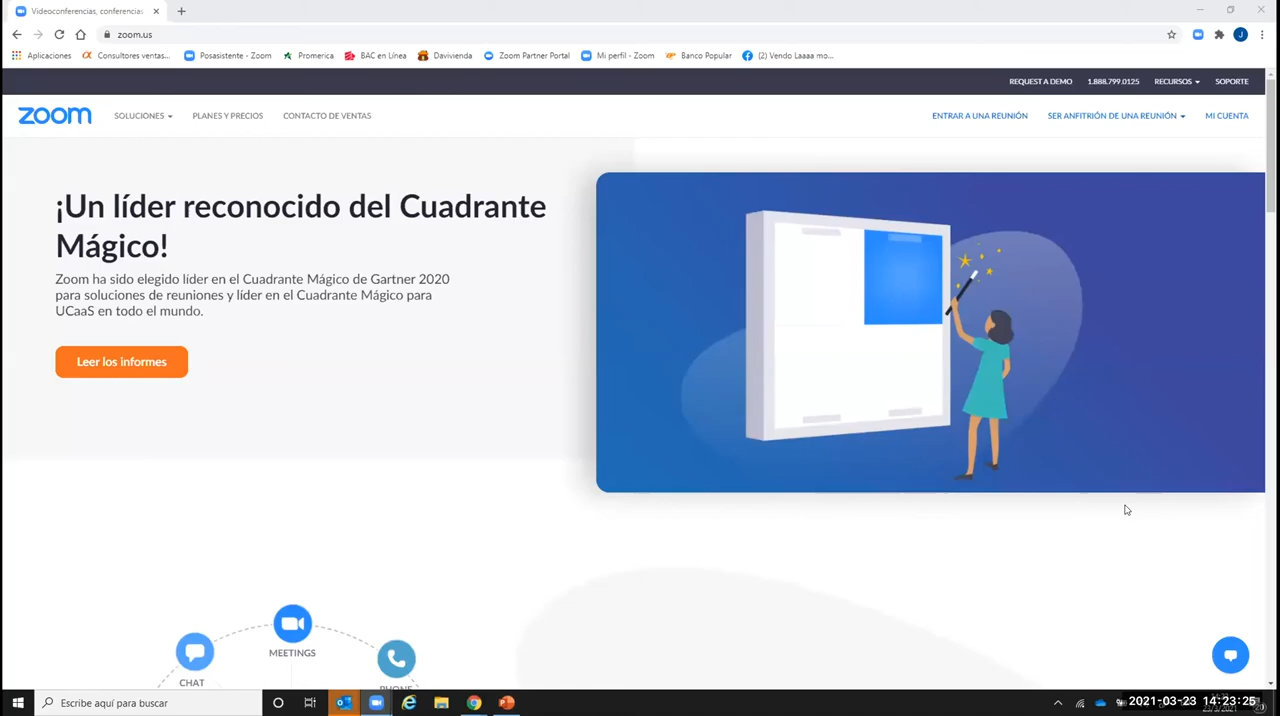 Videoconferencias, conferencias
zoom.us
Aplicaciones
Consultores ventas...
Posasistente - Zoom
Promerica
BAC en Línea
Davivienda
Zoom Partner Portal
Mi perfil - Zoom
Banco Popular
(2) Vendo Laaaa mo...
REQUEST A DEMO
1.888.799.0125
RECURSOS
SOPORTE
zoom
SOLUCIONES
PLANES Y PRECIOS
CONTACTO DE VENTAS
ENTRAR A UNA REUNIÓN
SER ANFITRIÓN DE UNA REUNIÓN
MI CUENTA
¡Un líder reconocido del Cuadrante
Mágico!
Zoom ha sido elegido líder en el Cuadrante Mágico de Gartner 2020
para soluciones de reuniones y líder en el Cuadrante Mágico para
UCaaS en todo el mundo.
Leer los informes
MEETINGS
CHAT
PHONE
Escribe aquí para buscar
2021-03-23 14:23:25